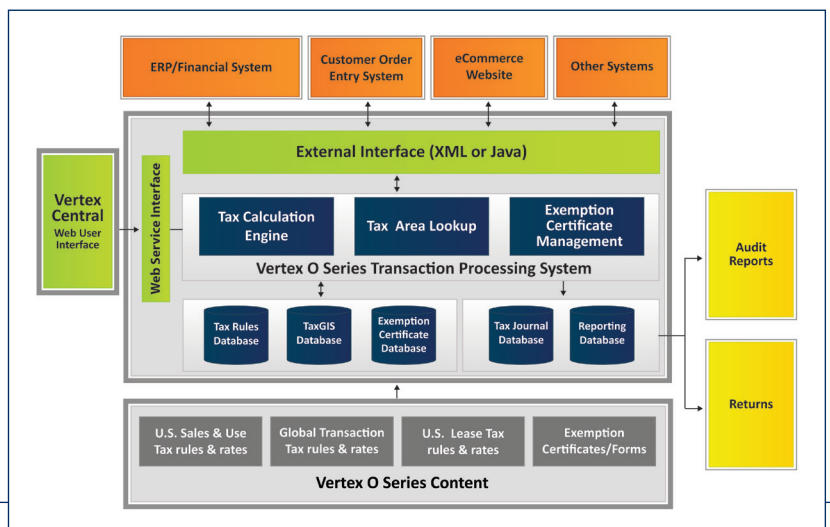 ERP/Financial System
Customer Order
Entry System
eCommerce
Website
Other Systems
External Interface (XML or Java)
Vertex
Central
Web User
Interface
Web Service Interface
Tax Calculation
Engine
Tax Area Lookup
Exemption
Certificate
Management
Vertex O Series Transaction Processing System
Tax Rules
Database
TaxGIS
Database
Exemption
Certificate
Database
Tax Journal
Database
Reporting
Database
Audit
Reports
Returns
U.S. Sales & Use
Tax rules & rates
Global Transaction
Tax rules & rates
U.S. Lease Tax
rules & rates
Exemption
Certificates/Forms
Vertex O Series Content